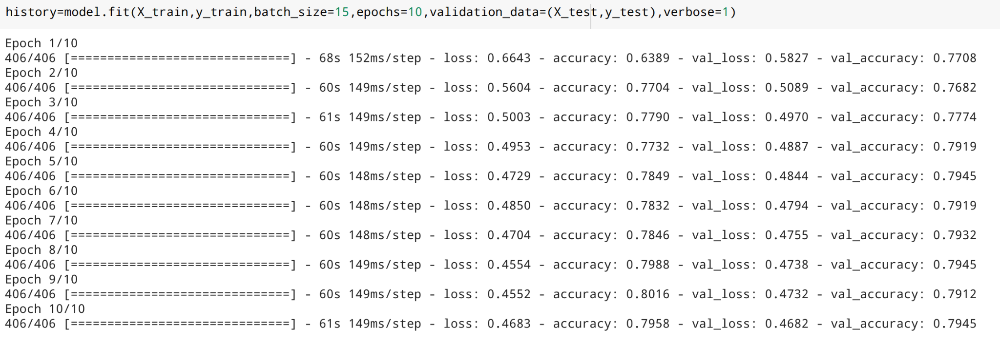 history=model.fit(X_train,y_train,batch_size=15,epochs=10,validation_data=(X_test,y_test),verbose=1)
Epoch 1/10
406/406 [==============================] - 68s 152ms/step - loss: 0.6643 - accuracy: 0.6389 - val_loss: 0.5827 - val_accuracy: 0.7708
Epoch 2/10
406/406 [==============================] - 60s 149ms/step - loss: 0.5604 - accuracy: 0.7704 - val_loss: 0.5089 - val_accuracy: 0.7682
Epoch 3/10
406/406 [==============================] - 61s 149ms/step - loss: 0.5003 - accuracy: 0.7790 - val_loss: 0.4970 - val_accuracy: 0.7774
Epoch 4/10
406/406 [==============================] - 60s 149ms/step - loss: 0.4953 - accuracy: 0.7732 - val_loss: 0.4887 - val_accuracy: 0.7919
Epoch 5/10
406/406 [==============================] - 60s 148ms/step - loss: 0.4729 - accuracy: 0.7849 - val_loss: 0.4844 - val_accuracy: 0.7945
Epoch 6/10
406/406 [==============================] - 60s 148ms/step - loss: 0.4850 - accuracy: 0.7832 - val_loss: 0.4794 - val_accuracy: 0.7919
Epoch 7/10
406/406 [==============================] - 60s 148ms/step - loss: 0.4704 - accuracy: 0.7846 - val_loss: 0.4755 - val_accuracy: 0.7932
Epoch 8/10
406/406 [==============================] - 60s 149ms/step - loss: 0.4554 - accuracy: 0.7988 - val_loss: 0.4738 - val_accuracy: 0.7945
Epoch 9/10
406/406 [==============================] - 60s 149ms/step - loss: 0.4552 - accuracy: 0.8016 - val_loss: 0.4732 - val_accuracy: 0.7912
Epoch 10/10
406/406 [==============================] - 61s 149ms/step - loss: 0.4683 - accuracy: 0.7958 - val_loss: 0.4682 - val_accuracy: 0.7945